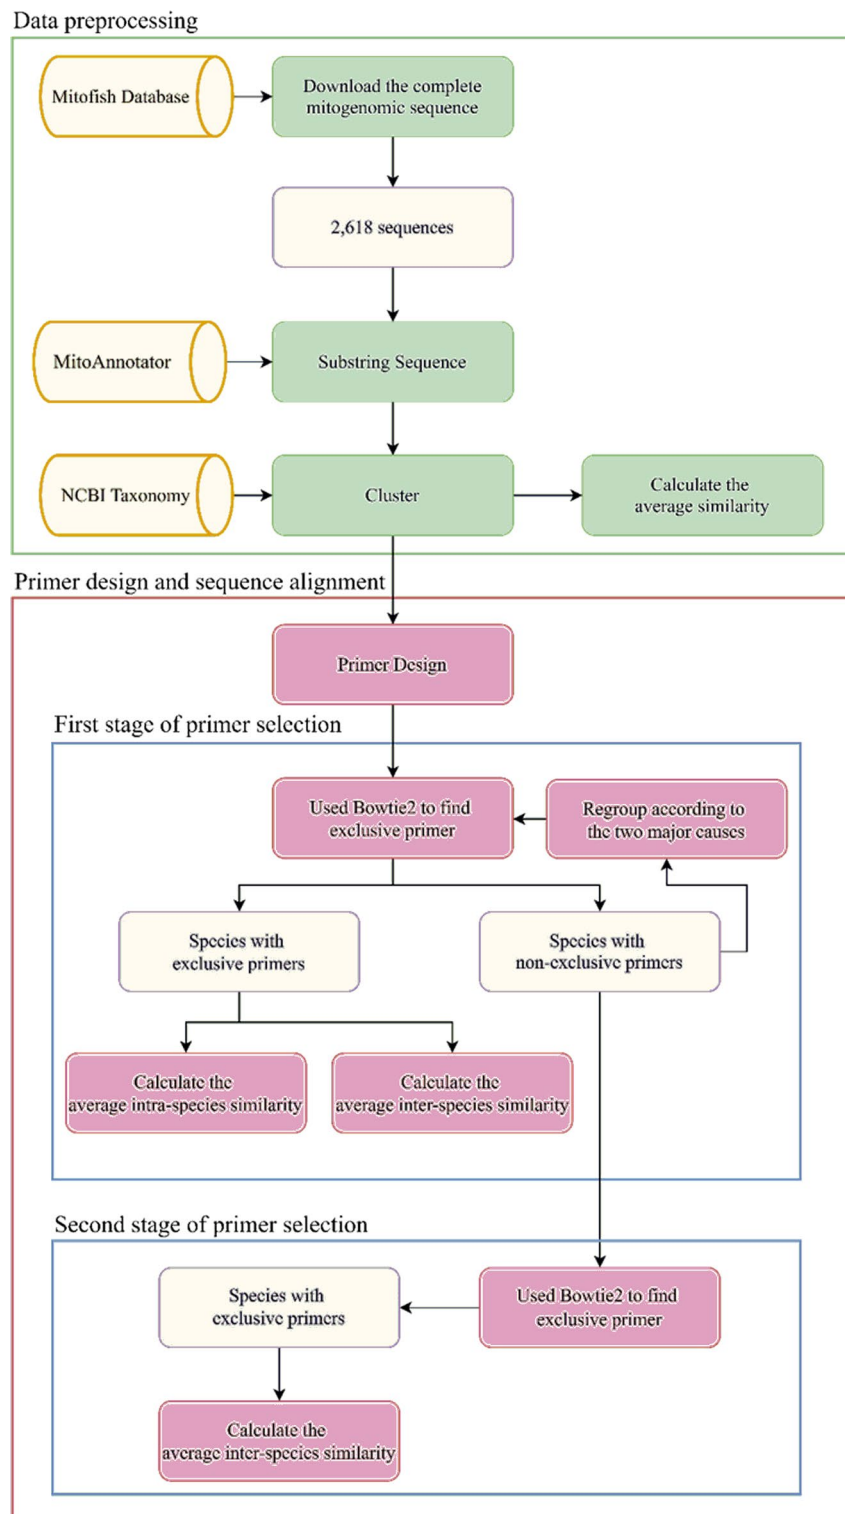 Data preprocessing
Mitofish Database
Download the complete
mitogenomic sequence
2,618 sequences
MitoAnnotator
Substring Sequence
NCBI Taxonomy
Cluster
Calculate the
average similarity
Primer design and sequence alignment
Primer Design
First stage of primer selection
Used Bowtie2 to find
exclusive primer
Regroup according to
the two major causes
Species with
exclusive primers
Species with
non-exclusive primers
Calculate the
average intra-species similarity
Calculate the
average inter-species similarity
Second stage of primer selection
Species with
exclusive primers
Used Bowtie2 to find
exclusive primer
Calculate the
average inter-species similarity